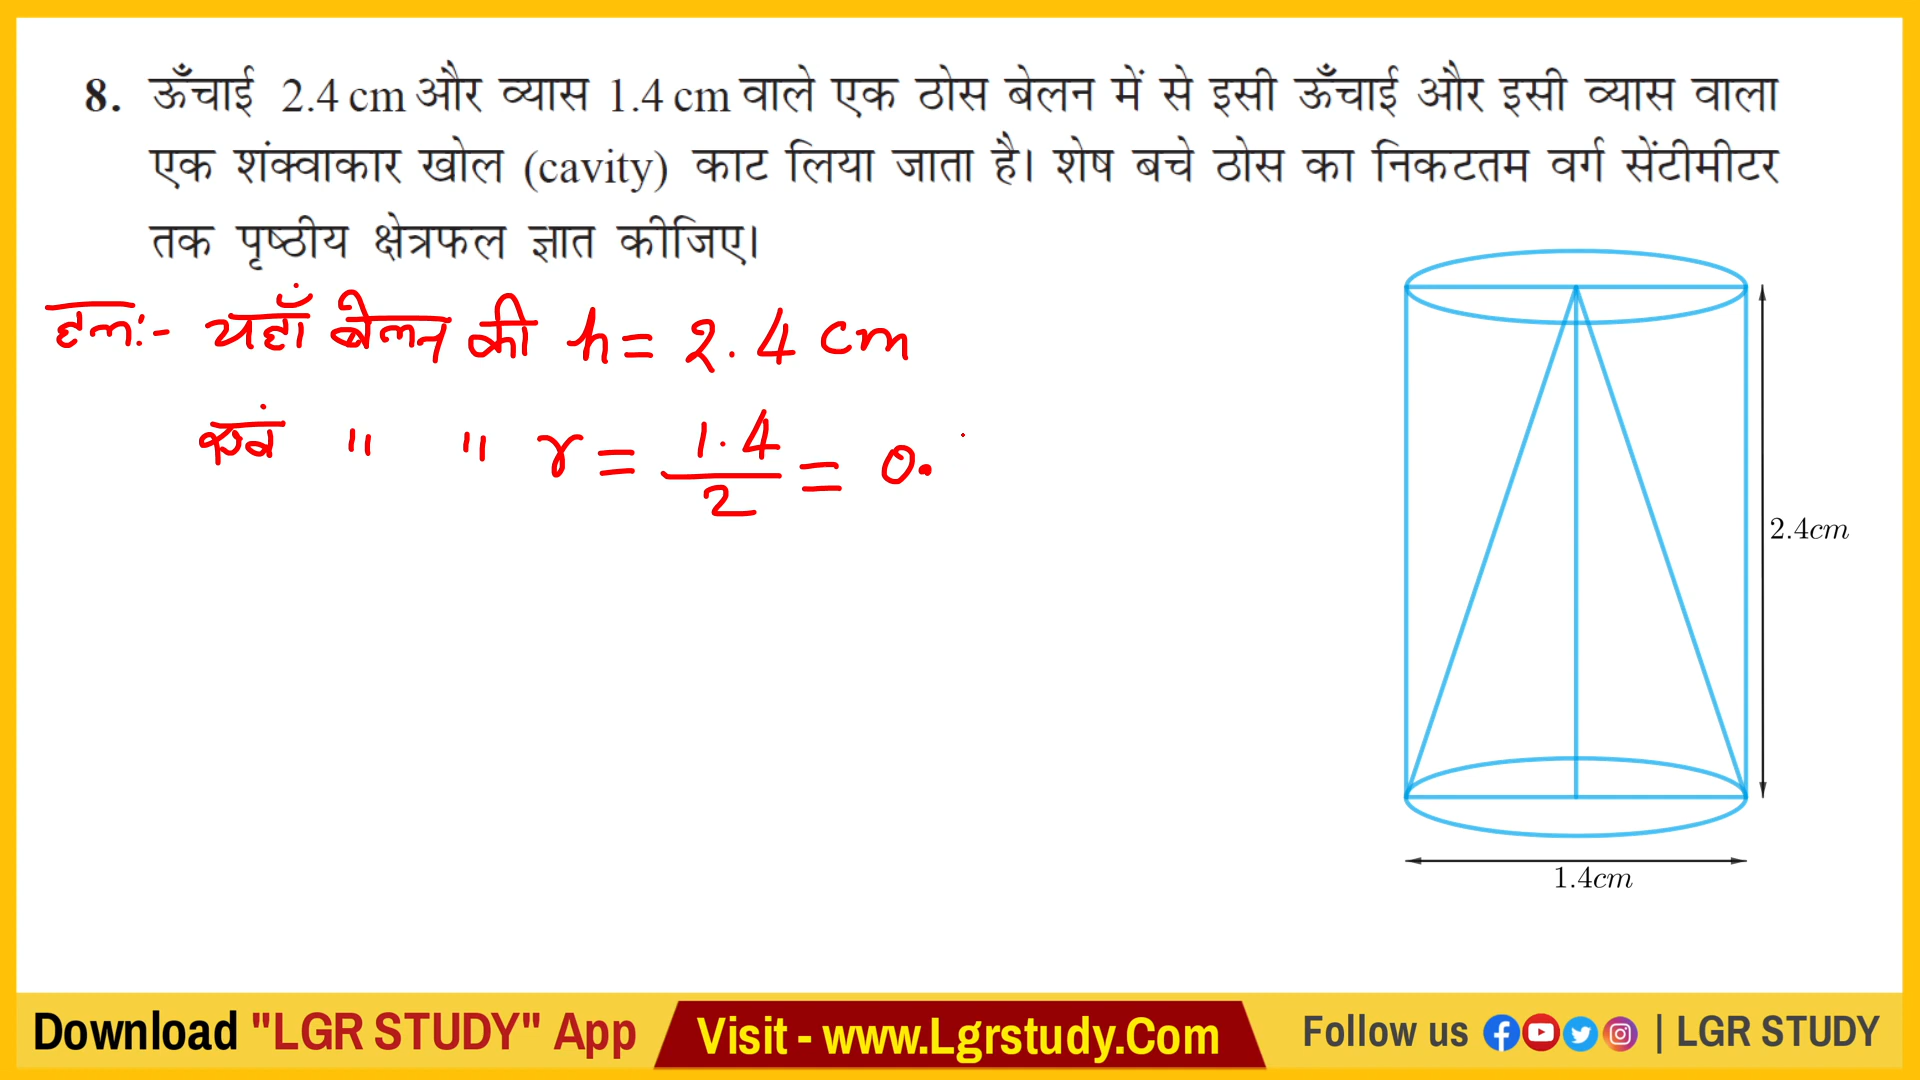 8. ऊँचाई 2.4 cm और व्यास 1.4 cm वाले एक ठोस बेलन में से इसी ऊँचाई और इसी व्यास वाला
एक शंक्वाकार खोल (cavity) काट लिया जाता है। शेष बचे ठोस का निकटतम वर्ग सेंटीमीटर
तक पृष्ठीय क्षेत्रफल ज्ञात कीजिए।
हल:- यहाँ बेलन की h = 2.4 cm
एवं " " r = 1.4/2 = 0.
2.4cm
1.4cm
Download "LGR STUDY" App
Visit - www.Lgrstudy.Com
Follow us | LGR STUDY